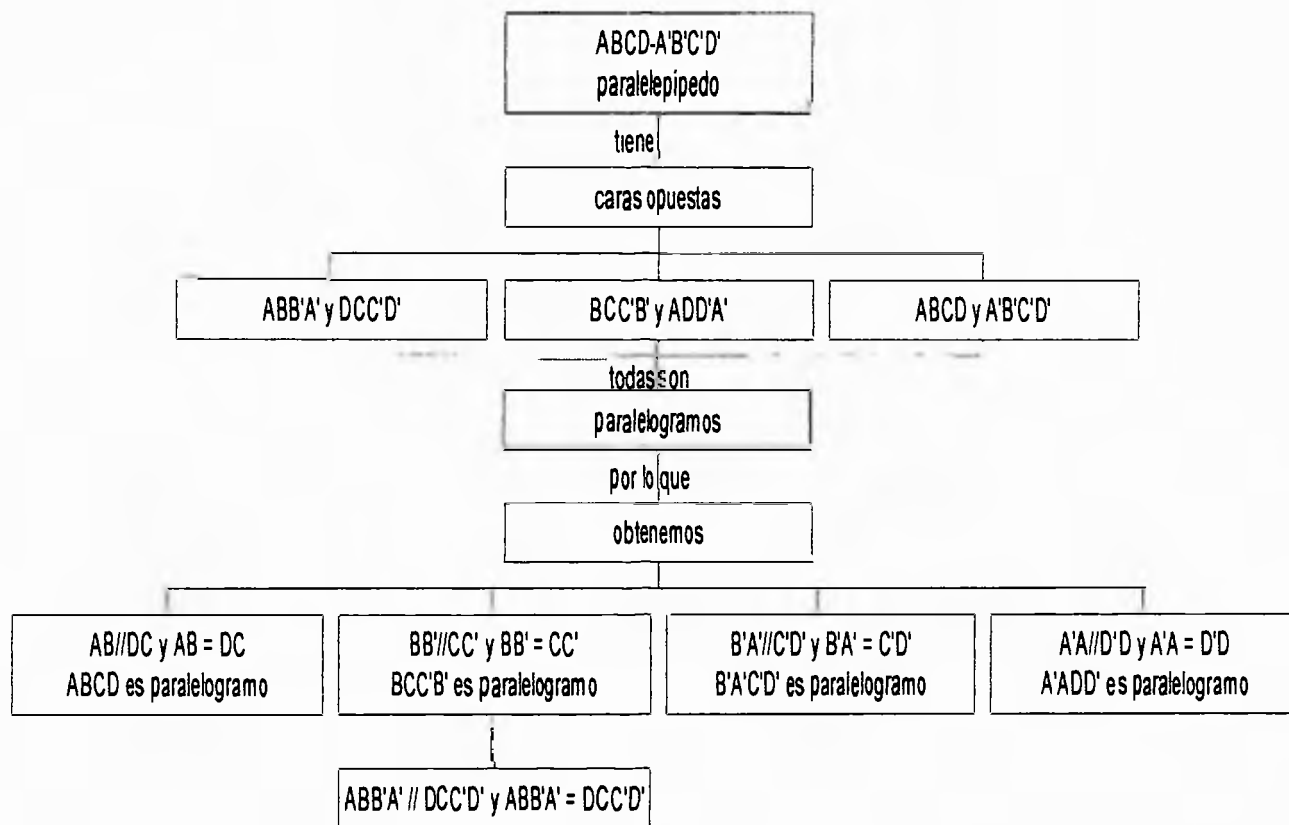 ABCD-A'B'C'D'
paralelepípedo
tiene
caras opuestas
ABB'A' y DCC'D'
BCC'B' y ADD'A'
ABCD y A'B'C'D'
todas son
paralelogramos
por lo que
obtenemos
AB//DC y AB = DC
ABCD es paralelogramo
BB'//CC' y BB' = CC'
BCC'B' es paralelogramo
B'A'//C'D' y B'A' = C'D'
B'A'C'D' es paralelogramo
A'A//D'D y A'A = D'D
A'ADD' es paralelogramo
ABB'A' // DCC'D' y ABB'A' = DCC'D'